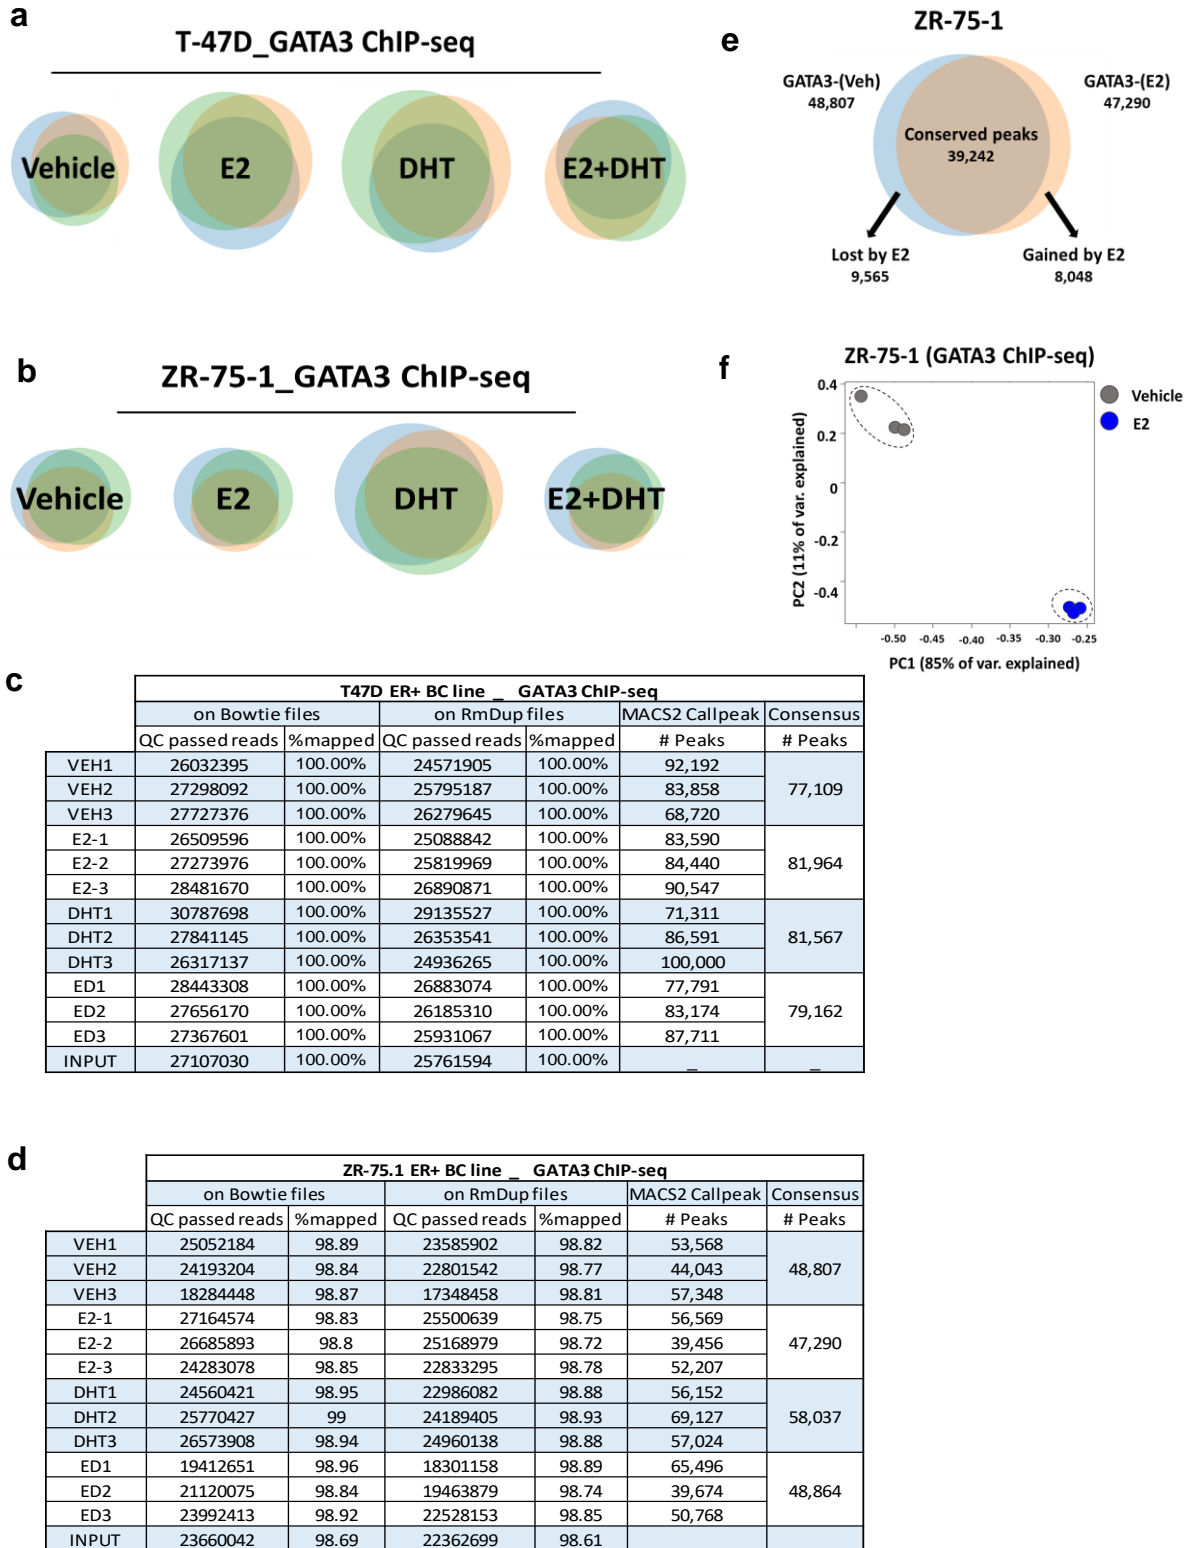 a
T-47D_GATA3 ChIP-seq
Vehicle
E2
DHT
E2+DHT
b
ZR-75-1_GATA3 ChIP-seq
Vehicle
E2
DHT
E2+DHT
e
ZR-75-1
GATA3-(Veh)
48,807
GATA3-(E2)
47,290
Conserved peaks
39,242
Lost by E2
9,565
Gained by E2
8,048
f
ZR-75-1 (GATA3 ChIP-seq)
Vehicle
E2
PC2 (11% of var. explained)
0.4
0.2
0
-0.2
-0.4
-0.50 -0.45 -0.40 -0.35 -0.30 -0.25
PC1 (85% of var. explained)
c
T47D ER+ BC line _ GATA3 ChIP-seq
on Bowtie files on RmDup files MACS2 Callpeak Consensus
QC passed reads %mapped QC passed reads %mapped # Peaks # Peaks
VEH1 26032395 100.00% 24571905 100.00% 92,192
VEH2 27298092 100.00% 25795187 100.00% 83,858 77,109
VEH3 27727376 100.00% 26279645 100.00% 68,720
E2-1 26509596 100.00% 25088842 100.00% 83,590
E2-2 27273976 100.00% 25819969 100.00% 84,440 81,964
E2-3 28481670 100.00% 26890871 100.00% 90,547
DHT1 30787698 100.00% 29135527 100.00% 71,311
DHT2 27841145 100.00% 26353541 100.00% 86,591 81,567
DHT3 26317137 100.00% 24936265 100.00% 100,000
ED1 28443308 100.00% 26883074 100.00% 77,791
ED2 27656170 100.00% 26185310 100.00% 83,174 79,162
ED3 27367601 100.00% 25931067 100.00% 87,711
INPUT 27107030 100.00% 25761594 100.00% _ _
d
ZR-75.1 ER+ BC line _ GATA3 ChIP-seq
on Bowtie files on RmDup files MACS2 Callpeak Consensus
QC passed reads %mapped QC passed reads %mapped # Peaks # Peaks
VEH1 25052184 98.89 23585902 98.82 53,568
VEH2 24193204 98.84 22801542 98.77 44,043 48,807
VEH3 18284448 98.87 17348458 98.81 57,348
E2-1 27164574 98.83 25500639 98.75 56,569
E2-2 26685893 98.8 25168979 98.72 39,456 47,290
E2-3 24283078 98.85 22833295 98.78 52,207
DHT1 24560421 98.95 22986082 98.88 56,152
DHT2 25770427 99 24189405 98.93 69,127 58,037
DHT3 26573908 98.94 24960138 98.88 57,024
ED1 19412651 98.96 18301158 98.89 65,496
ED2 21120075 98.84 19463879 98.74 39,674 48,864
ED3 23992413 98.92 22528153 98.85 50,768
INPUT 23660042 98.69 22362699 98.61